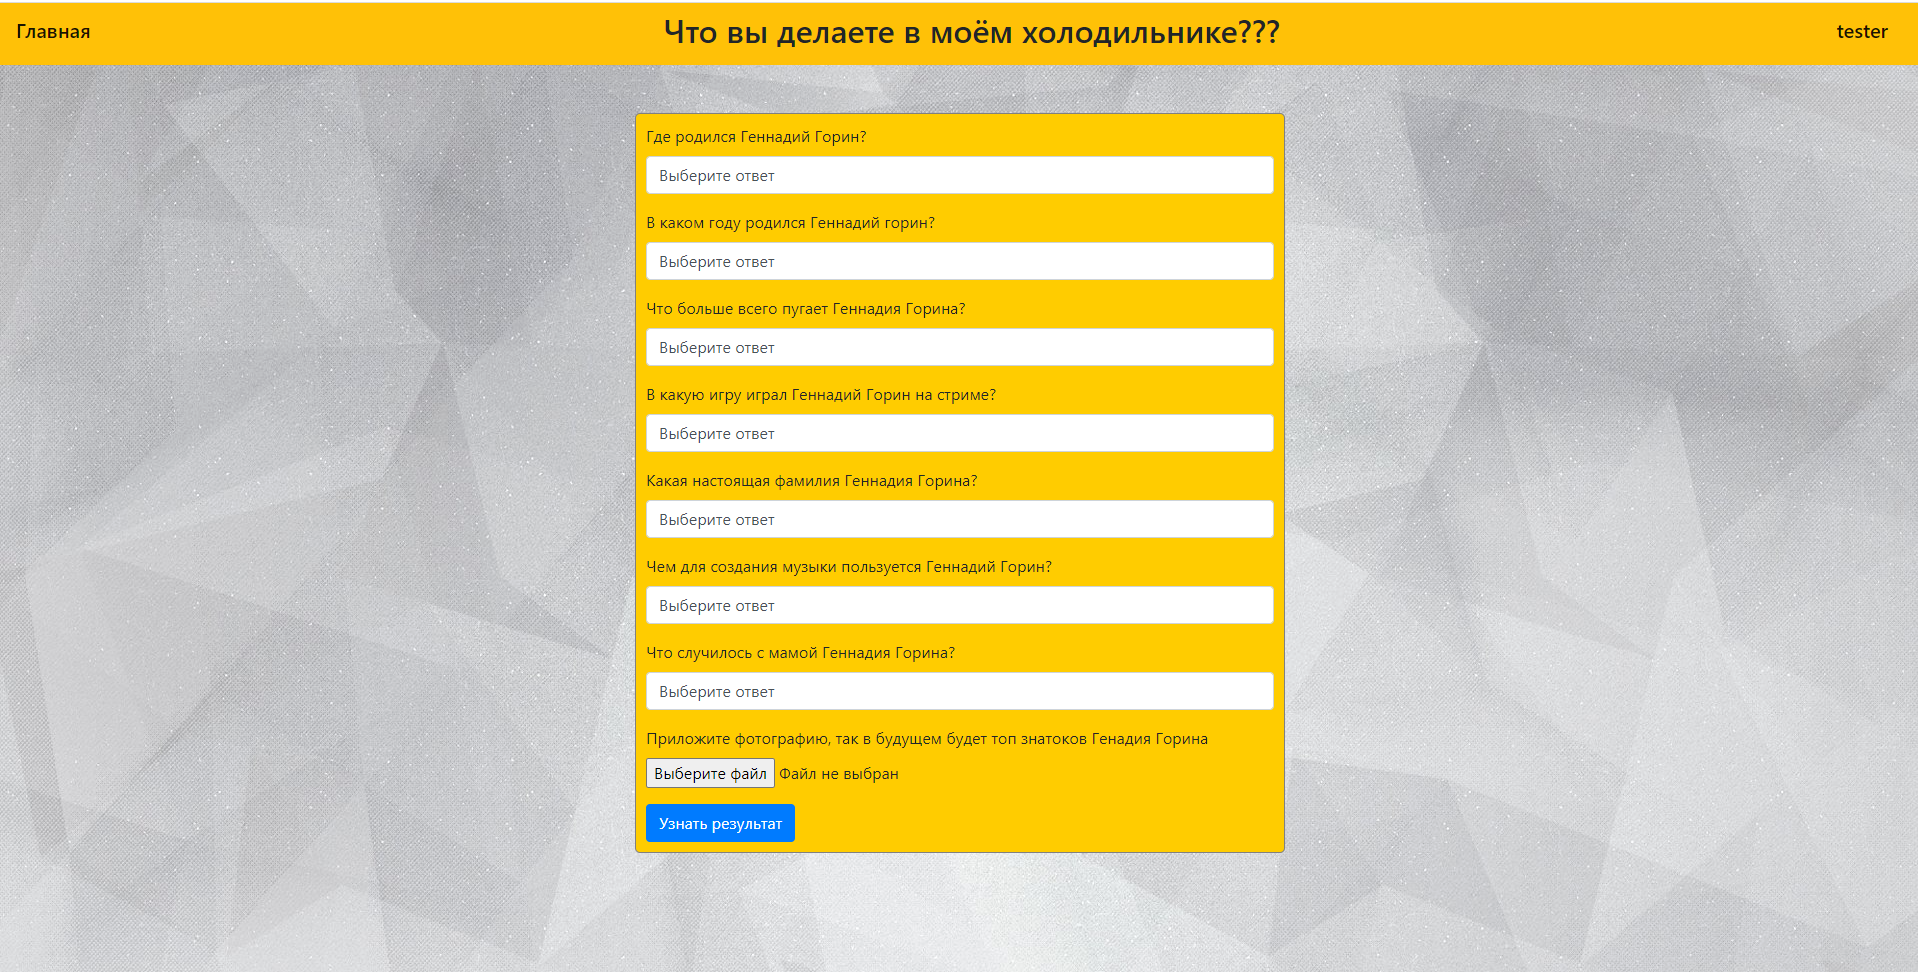 Главная
Что вы делаете в моём холодильнике???
tester
Где родился Геннадий Горин?
Выберите ответ
В каком году родился Геннадий горин?
Выберите ответ
Что больше всего пугает Геннадия Горина?
Выберите ответ
В какую игру играл Геннадий Горин на стриме?
Выберите ответ
Какая настоящая фамилия Геннадия Горина?
Выберите ответ
Чем для создания музыки пользуется Геннадий Горин?
Выберите ответ
Что случилось с мамой Геннадия Горина?
Выберите ответ
Приложите фотографию, так в будущем будет топ знатоков Генадия Горина
Выберите файл Файл не выбран
Узнать результат